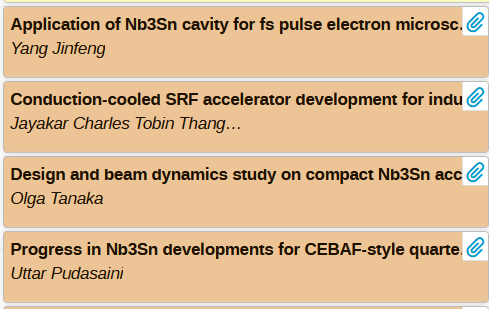 Application of Nb3Sn cavity for fs pulse electron microsc.
Yang Jinfeng
Conduction-cooled SRF accelerator development for indu
Jayakar Charles Tobin Thang…
Design and beam dynamics study on compact Nb3Sn acc
Olga Tanaka
Progress in Nb3Sn developments for CEBAF-style quarte.
Uttar Pudasaini